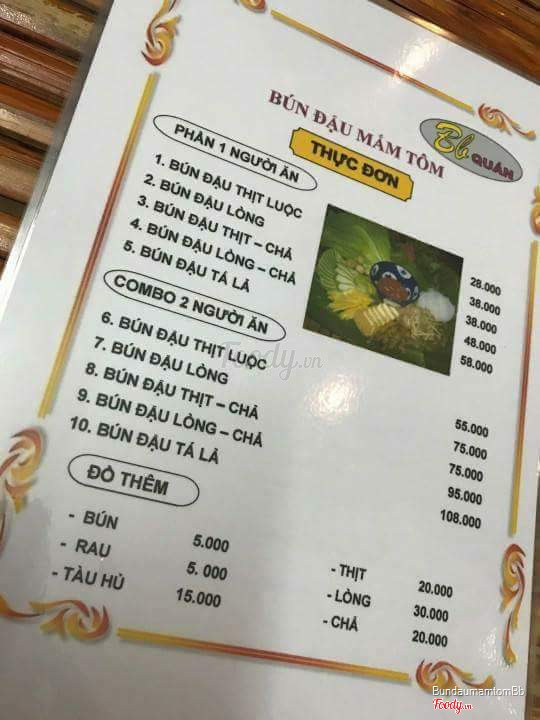 BÚN ĐẬU MẮM TÔM
Bb QUÁN
THỰC ĐƠN
PHẦN 1 NGƯỜI ĂN
1. BÚN ĐẬU THỊT LUỘC 28.000
2. BÚN ĐẬU LÒNG 38.000
3. BÚN ĐẬU THỊT – CHẢ 38.000
4. BÚN ĐẬU LÒNG – CHẢ 48.000
5. BÚN ĐẬU TÁ LẢ 58.000
COMBO 2 NGƯỜI ĂN
6. BÚN ĐẬU THỊT LUỘC 55.000
7. BÚN ĐẬU LÒNG 75.000
8. BÚN ĐẬU THỊT – CHẢ 75.000
9. BÚN ĐẬU LÒNG – CHẢ 95.000
10. BÚN ĐẬU TÁ LẢ 108.000
ĐỒ THÊM
- BÚN 5.000
- RAU 5. 000
- TÀU HỦ 15.000
- THỊT 20.000
- LÒNG 30.000
- CHẢ 20.000
Foody.vn
BundaumamtomBb
Foody.vn